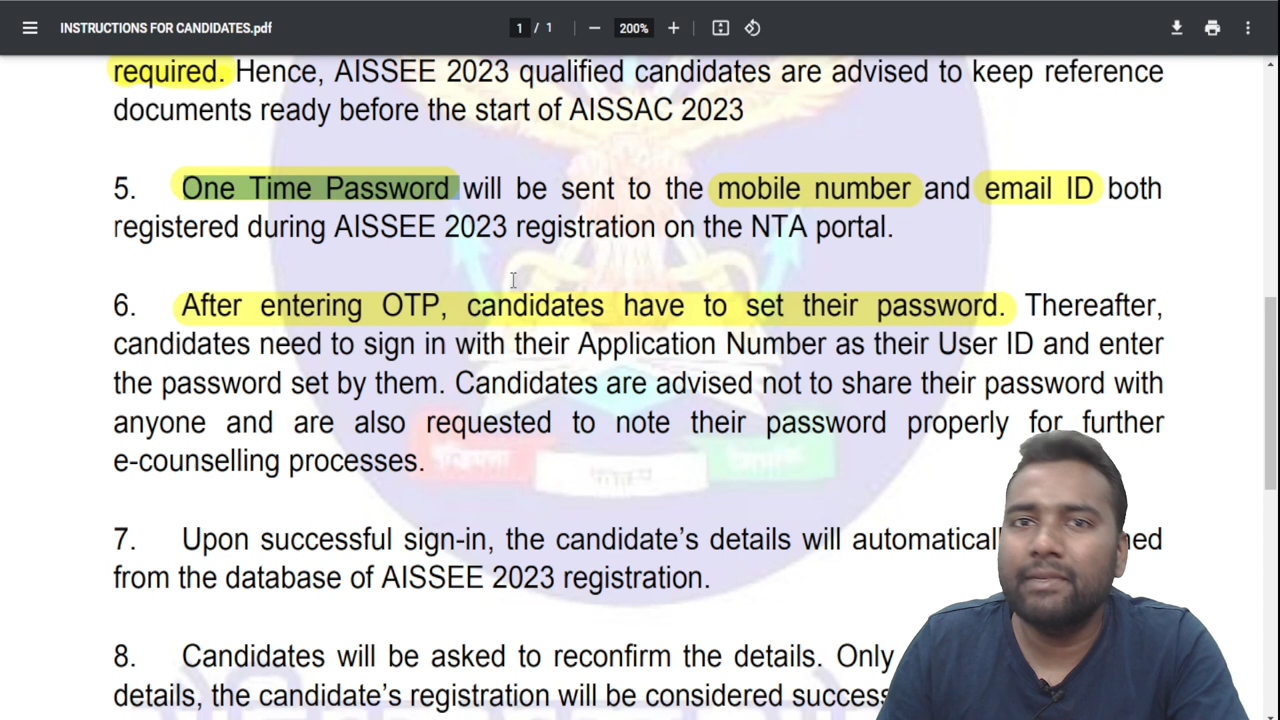 INSTRUCTIONS FOR CANDIDATES.pdf
1 / 1
200%
required. Hence, AISSEE 2023 qualified candidates are advised to keep reference
documents ready before the start of AISSAC 2023
5. One Time Password will be sent to the mobile number and email ID both
registered during AISSEE 2023 registration on the NTA portal.
6. After entering OTP, candidates have to set their password. Thereafter,
candidates need to sign in with their Application Number as their User ID and enter
the password set by them. Candidates are advised not to share their password with
anyone and are also requested to note their password properly for further
e-counselling processes.
7. Upon successful sign-in, the candidate’s details will
from the database of AISSEE 2023 registration.
8. Candidates will be asked to reconfirm the details. Only
details, the candidate’s registration will be considered